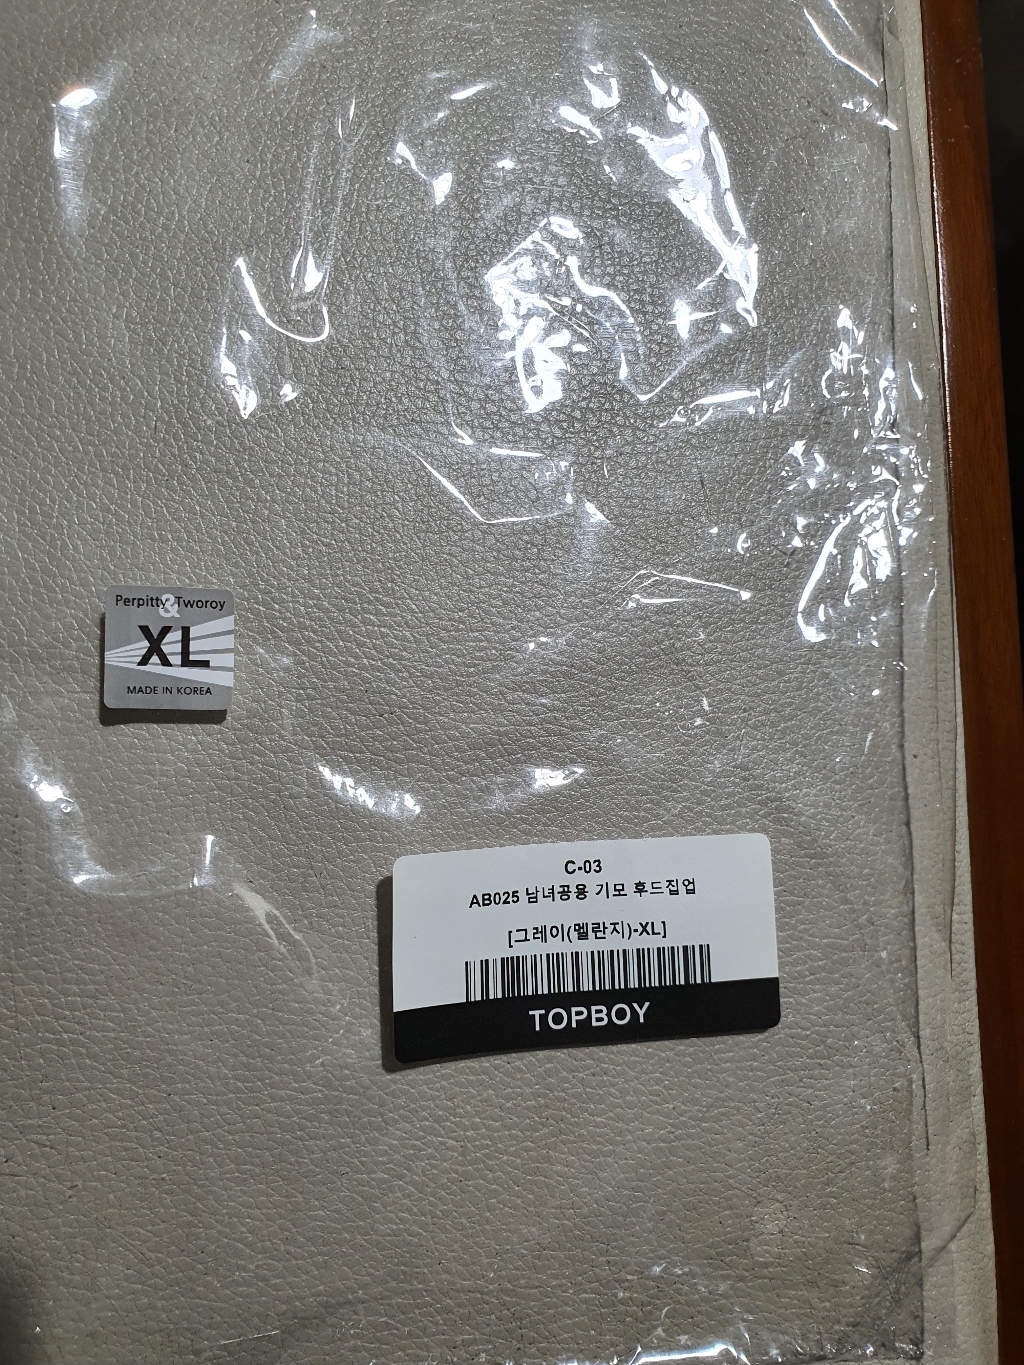 Perpitty & Tworoy
XL
MADE IN KOREA
C-03
AB025 남녀공용 기모 후드집업
[그레이(멜란지)-XL]
TOPBOY